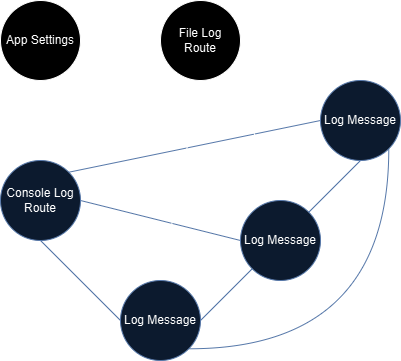 App Settings
File Log
Route
Log Message
Console Log
Route
Log Message
Log Message